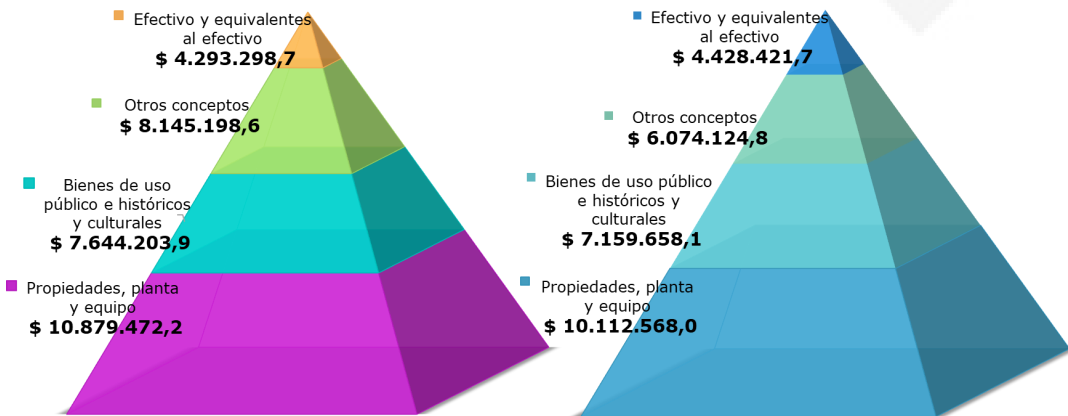 Efectivo y equivalentes
al efectivo
$ 4.293.298,7
Otros conceptos
$ 8.145.198,6
Bienes de uso
público e históricos
y culturales
$ 7.644.203,9
Propiedades, planta
y equipo
$ 10.879.472,2
Efectivo y equivalentes
al efectivo
$ 4.428.421,7
Otros conceptos
$ 6.074.124,8
Bienes de uso público
e históricos y
culturales
$ 7.159.658,1
Propiedades, planta
y equipo
$ 10.112.568,0